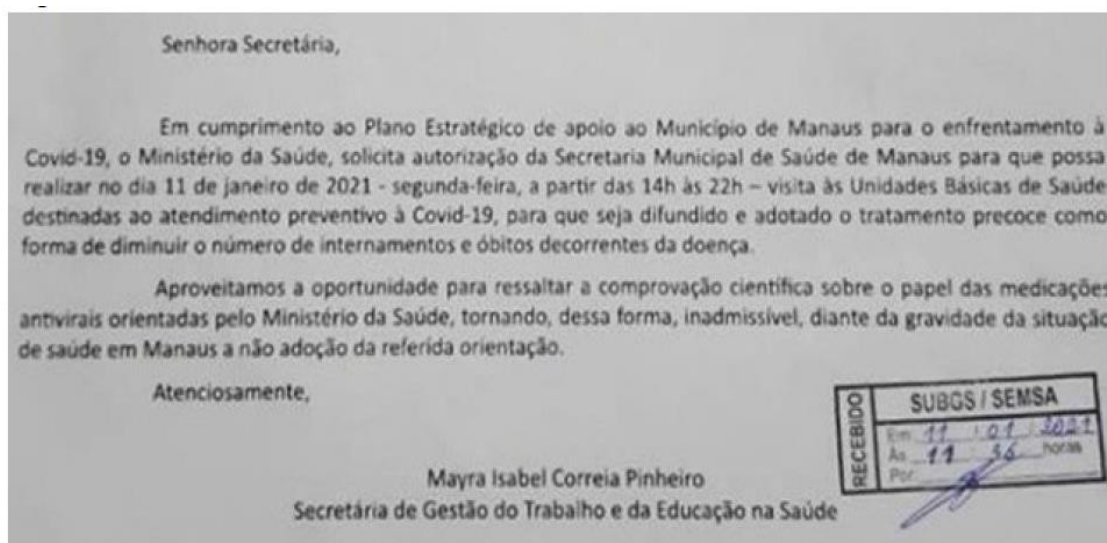 Senhora Secretária,
Em cumprimento ao Plano Estratégico de apoio ao Município de Manaus para o enfrentamento à
Covid-19, o Ministério da Saúde, solicita autorização da Secretaria Municipal de Saúde de Manaus para que possa
realizar no dia 11 de janeiro de 2021 - segunda-feira, a partir das 14h às 22h – visita às Unidades Básicas de Saúde
destinadas ao atendimento preventivo à Covid-19, para que seja difundido e adotado o tratamento precoce como
forma de diminuir o número de internamentos e óbitos decorrentes da doença.
Aproveitamos a oportunidade para ressaltar a comprovação científica sobre o papel das medicações
antivirais orientadas pelo Ministério da Saúde, tornando, dessa forma, inadmissível, diante da gravidade da situação
de saúde em Manaus a não adoção da referida orientação.
Atenciosamente,
Mayra Isabel Correia Pinheiro
Secretária de Gestão do Trabalho e da Educação na Saúde
RECEBIDO
SUBGS / SEMSA
Em 11 / 01 / 2021
Às 11 36 horas
Por